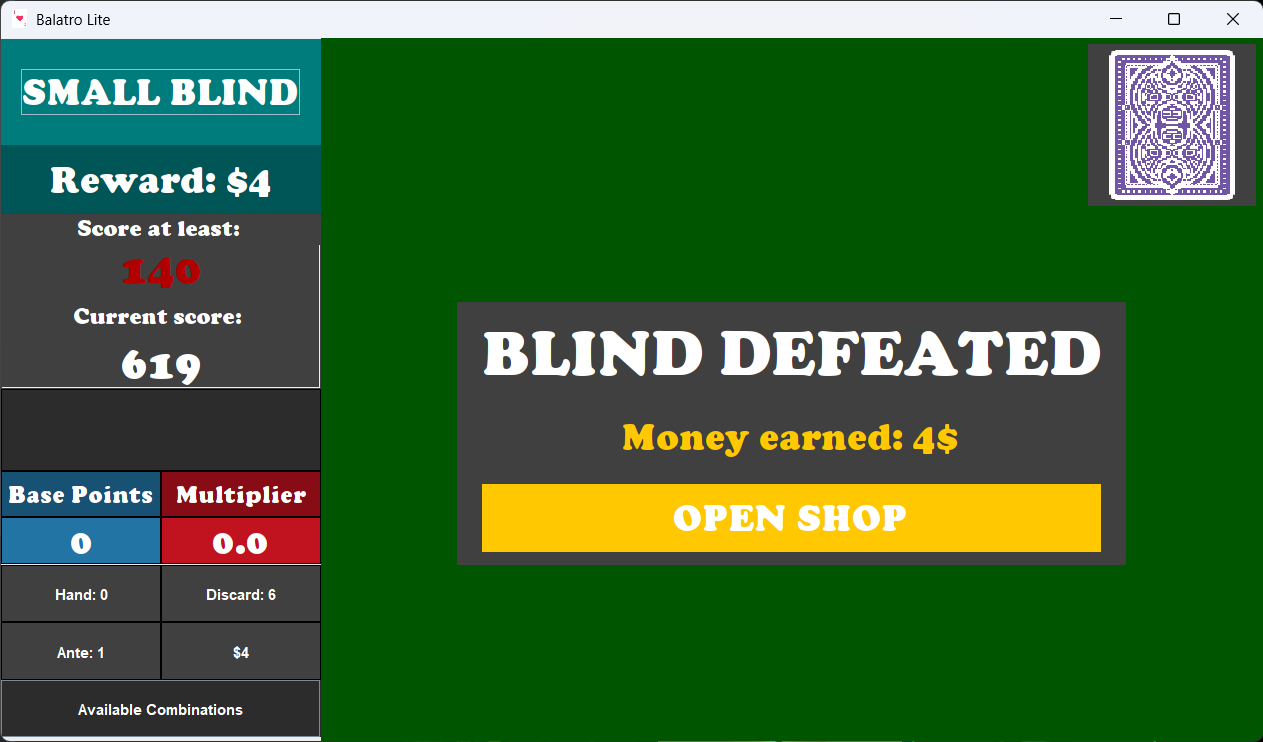 Balatro Lite
SMALL BLIND
Reward: $4
Score at least:
140
Current score:
619
Base Points
Multiplier
0
0.0
Hand: 0
Discard: 6
Ante: 1
$4
Available Combinations
BLIND DEFEATED
Money earned: 4$
OPEN SHOP